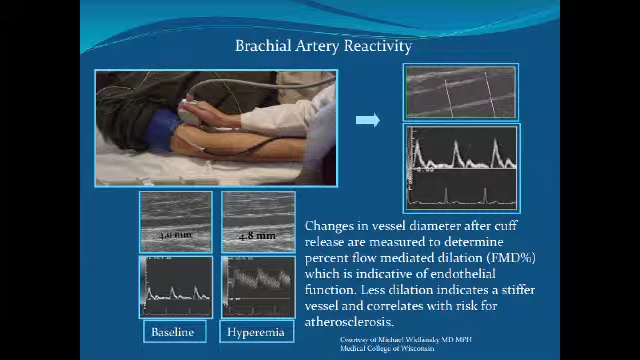 Brachial Artery Reactivity
4.0 mm
4.8 mm
Changes in vessel diameter after cuff
release are measured to determine
percent flow mediated dilation (FMD%)
which is indicative of endothelial
function. Less dilation indicates a stiffer
vessel and correlates with risk for
atherosclerosis.
Baseline
Hyperemia
Courtesy of Michael Widlansky MD MPH
Medical College of Wisconsin